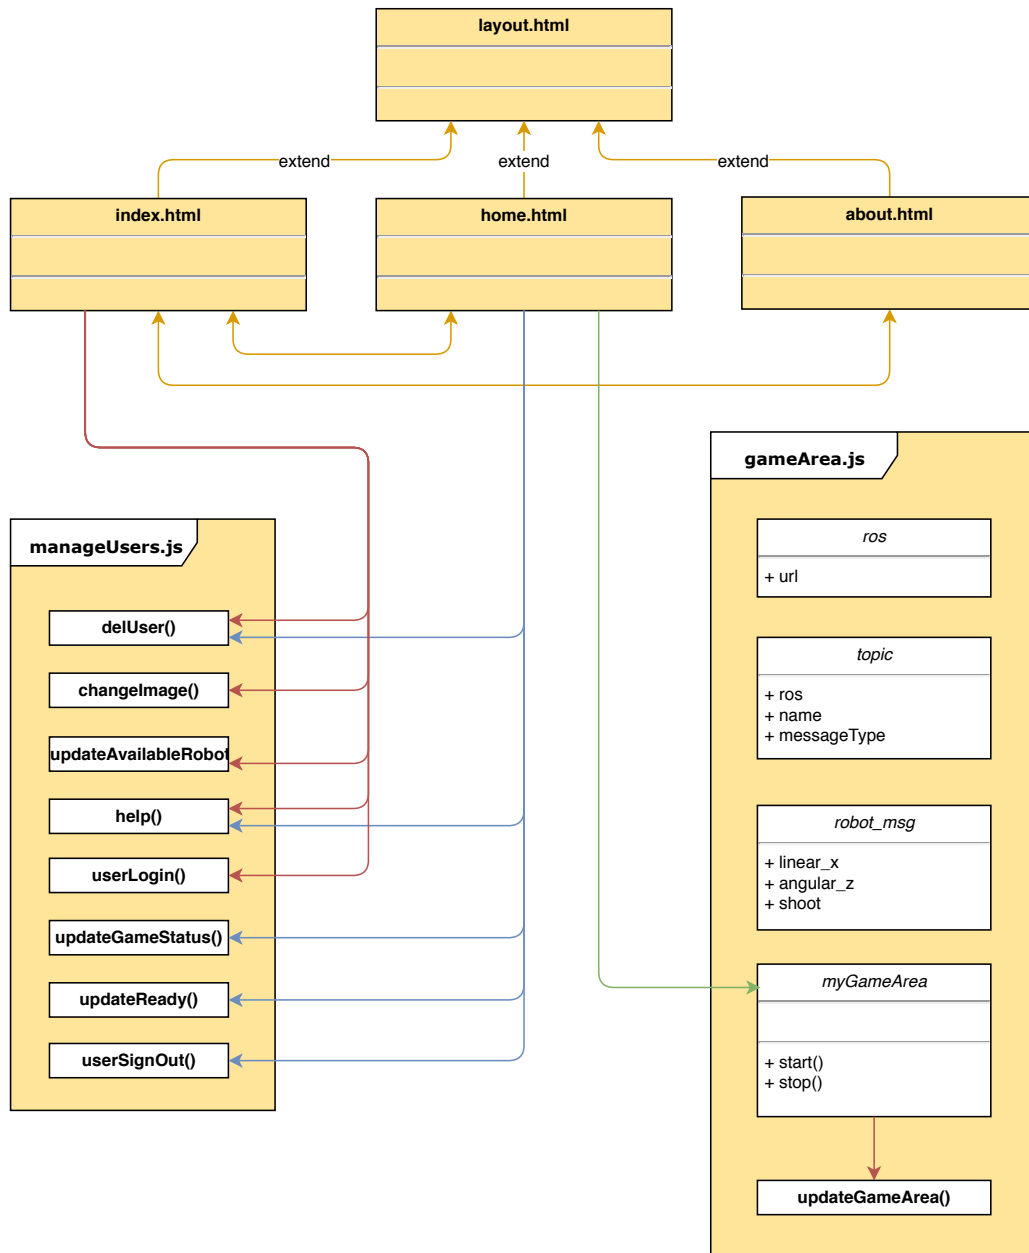 layout.html
extend
extend
extend
index.html
home.html
about.html
gameArea.js
manageUsers.js
ros
+ url
delUser()
topic
+ ros
+ name
+ messageType
changeImage()
updateAvailableRobot
help()
robot_msg
+ linear_x
+ angular_z
+ shoot
userLogin()
updateGameStatus()
updateReady()
userSignOut()
myGameArea
+ start()
+ stop()
updateGameArea()